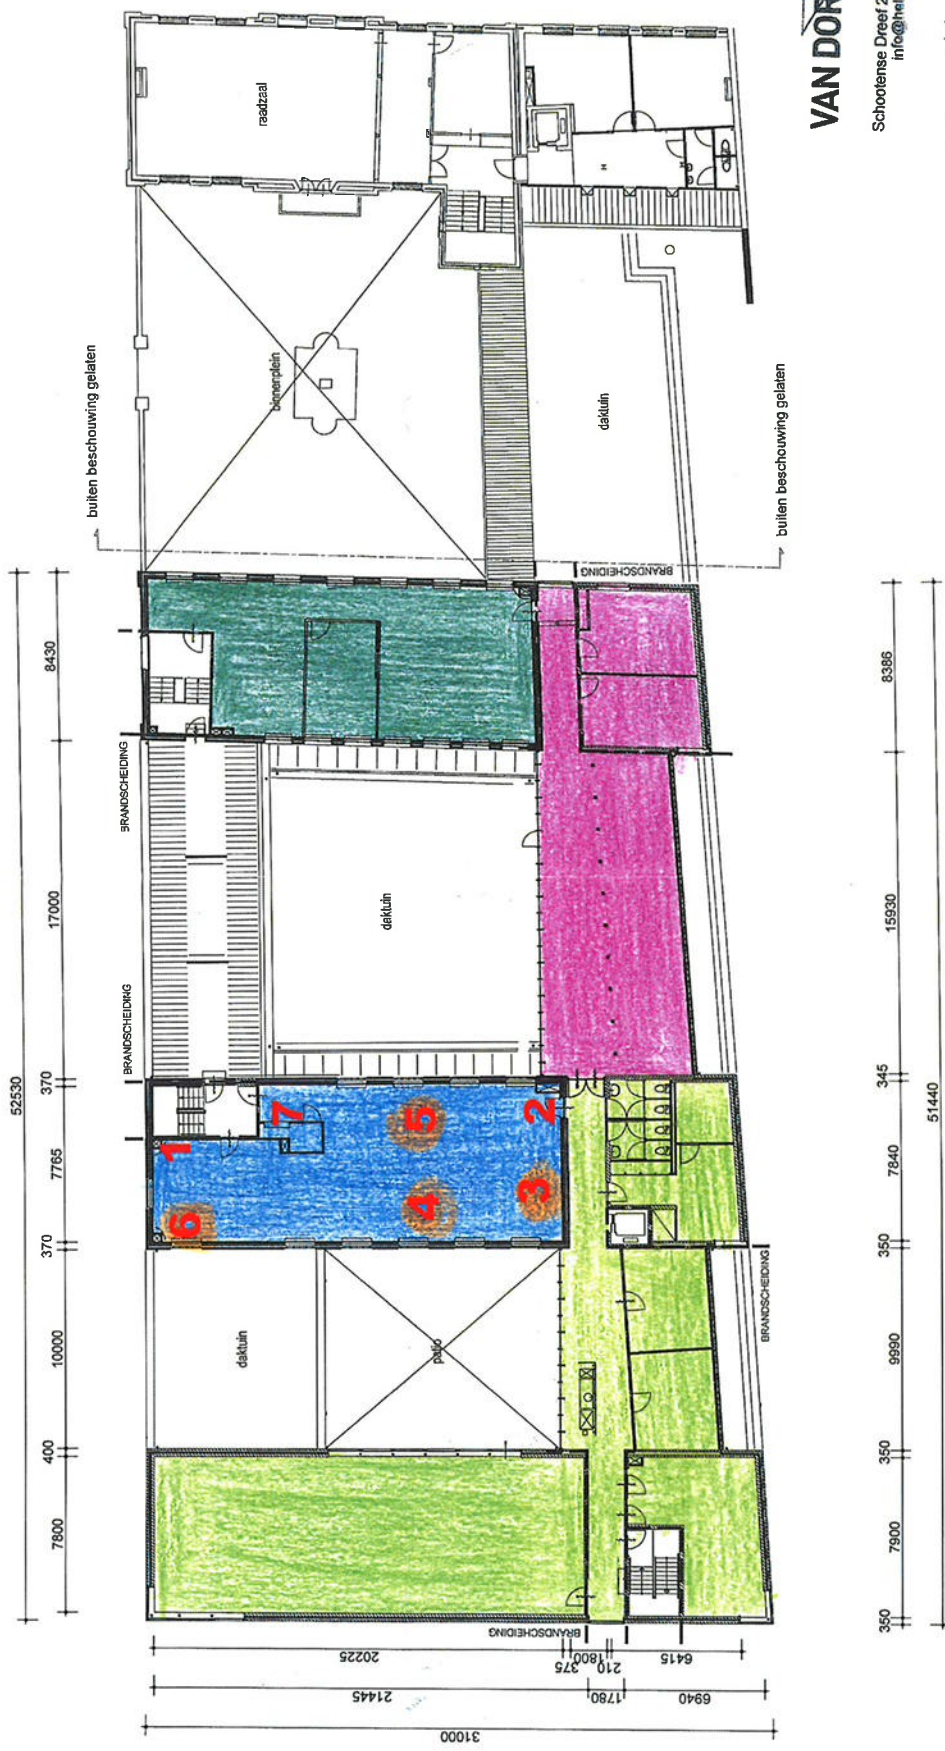 VAN DOR
Schootense Dreef 2
raadzaal
binnenplein
daktuin
buiten beschouwing gelaten
buiten beschouwing gelaten
BRANDSCHEIDING
52530
8430
17000
370
7765
370
10000
400
7800
BRANDSCHEIDING
BRANDSCHEIDING
daktuin
1
2
3
4
5
6
7
daktuin
patio
BRANDSCHEIDING
BRANDSCHEIDING
8386
15930
345
7840
350
9990
350
7900
350
51440
20225
375
1800
210
6415
21445
1780
6940
31000